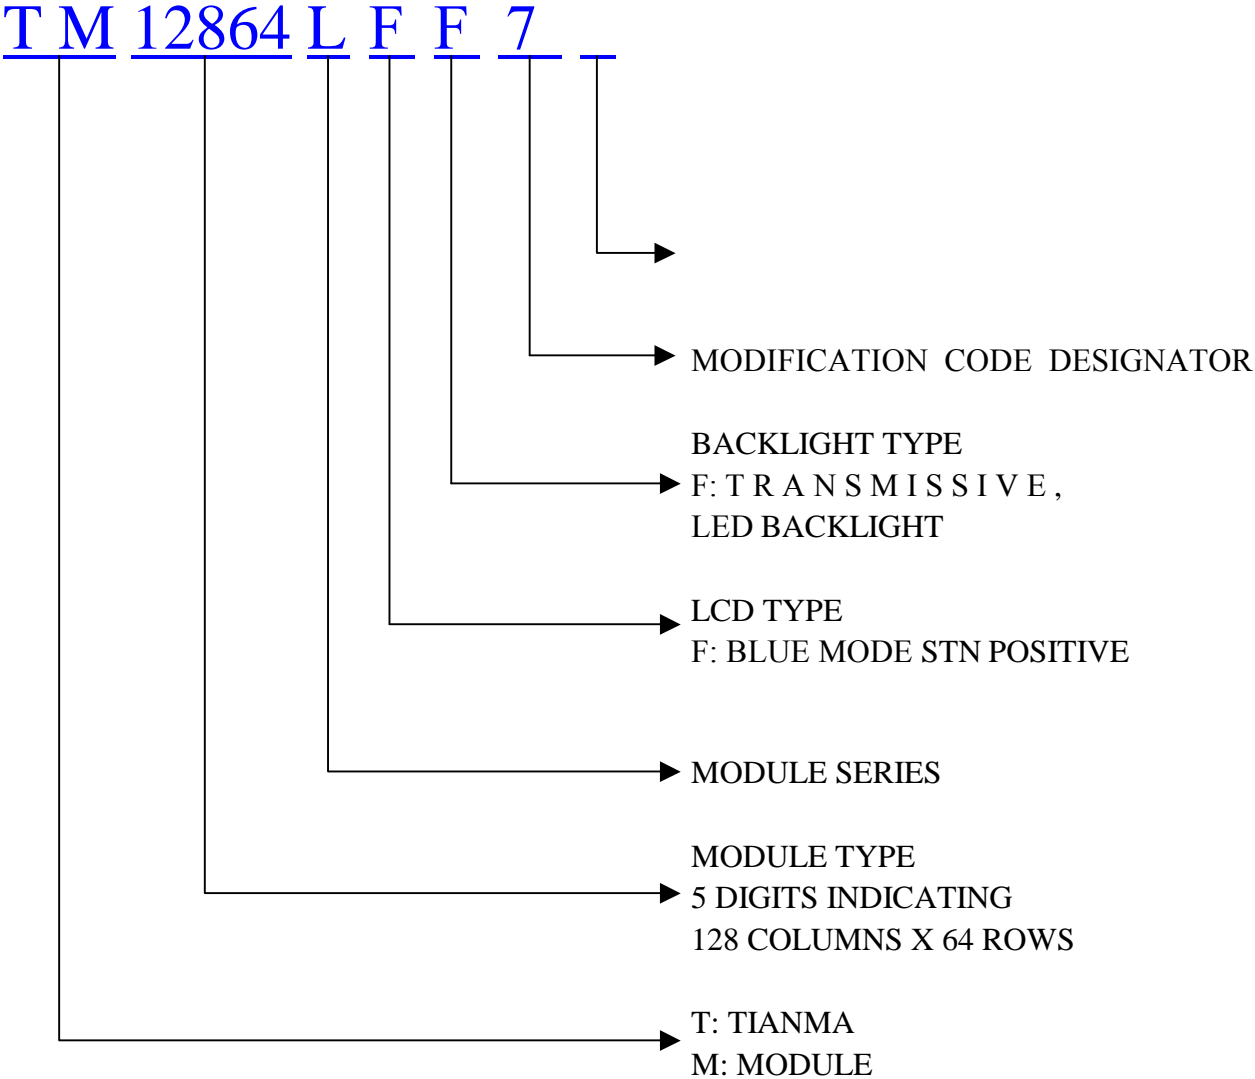 T M 12864 L F F 7
MODIFICATION CODE DESIGNATOR
BACKLIGHT TYPE
F: T R A N S M I S S I V E ,
LED BACKLIGHT
LCD TYPE
F: BLUE MODE STN POSITIVE
MODULE SERIES
MODULE TYPE
5 DIGITS INDICATING
128 COLUMNS X 64 ROWS
T: TIANMA
M: MODULE